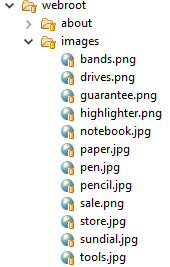 webroot
about
images
bands.png
drives.png
guarantee.png
highlighter.png
notebook.jpg
paper.jpg
pen.jpg
pencil.jpg
sale.png
store.jpg
sundial.jpg
tools.jpg